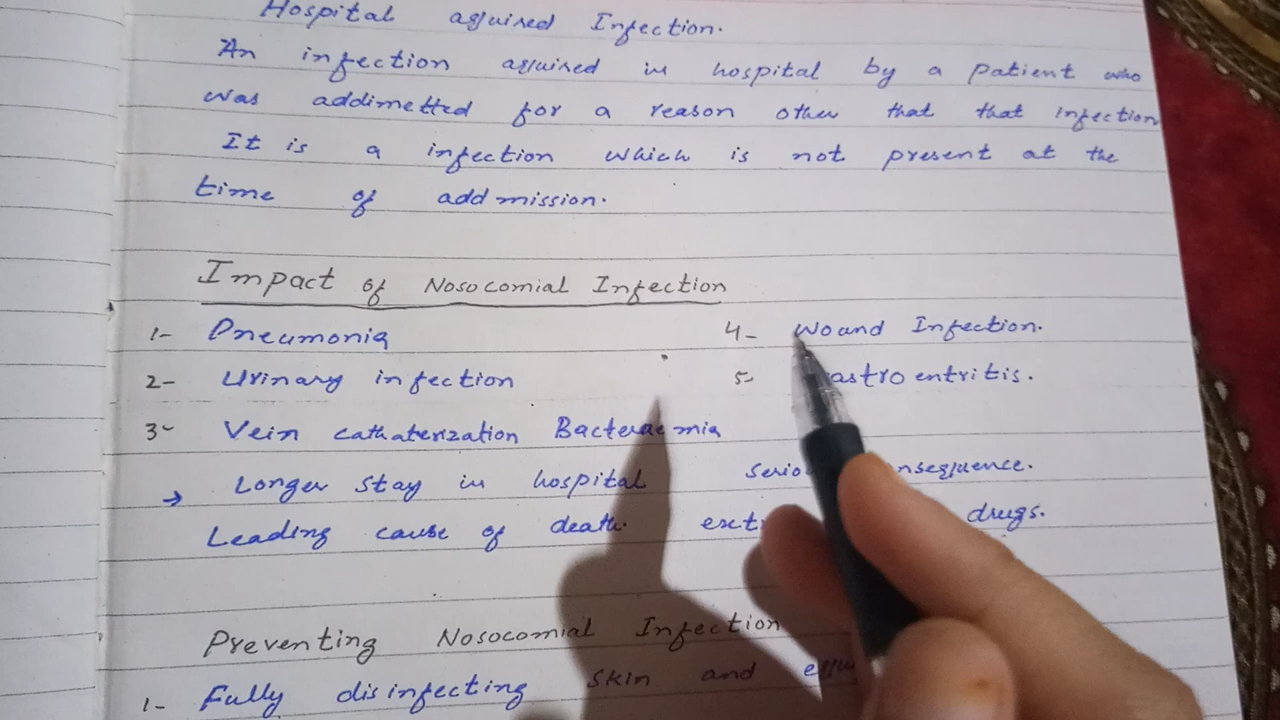 Hospital aquired Infection.
An infection aquired in hospital by a patient who
was addimetted for a reason other that that infection
It is a infection which is not present at the
time of addmission.
Impact of Nosocomial Infection
1- Pneumonia
2- Urinary infection
3- Vein cathaterization Bacteraemia
4- Wound Infection.
5- astroentritis.
→ Longer stay in hospital
Leading cause of death.
drugs.
Preventing Nosocomial Infection
1- Fully disinfecting skin and